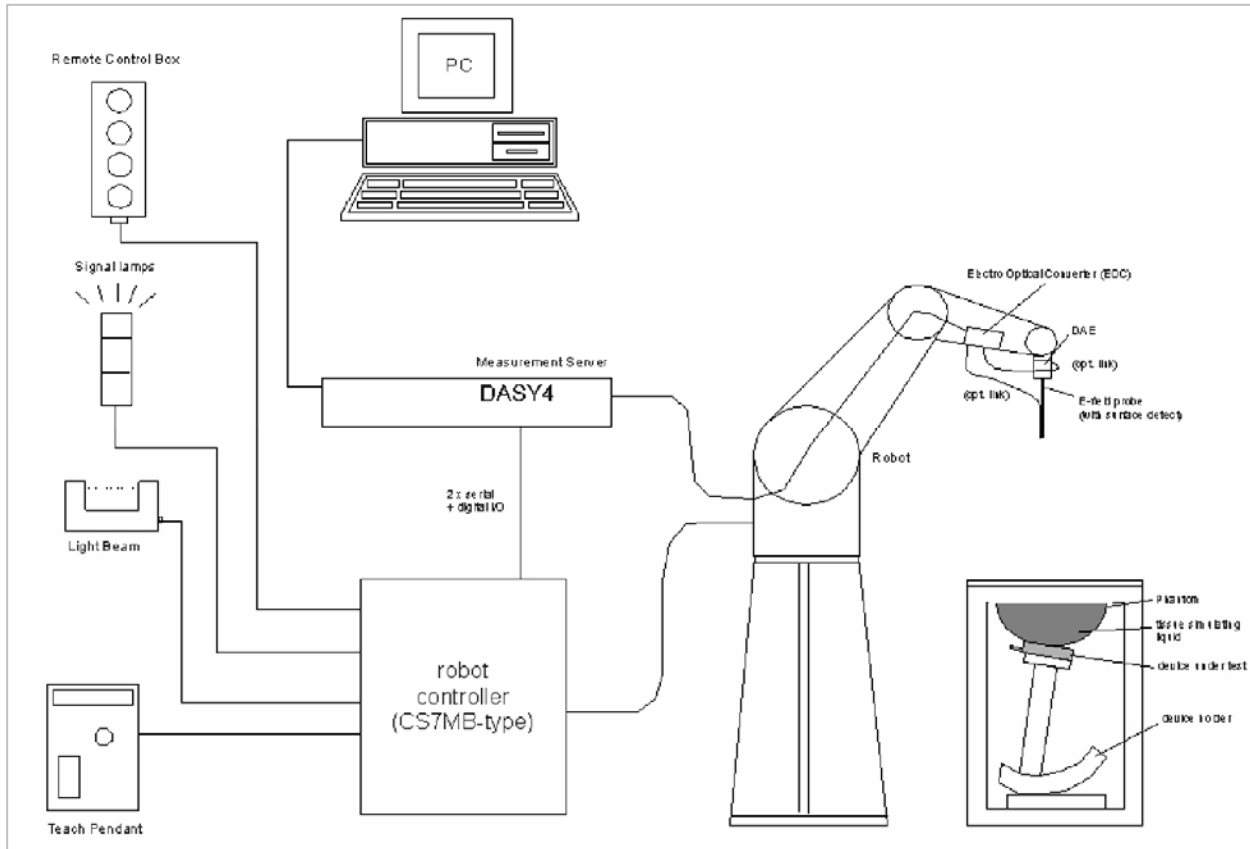 Remote Control Box
PC
Signal lamps
Electro Optical Converter (EOC)
DAE
(opt. link)
(opt. link)
E-field probe
(with surface detect)
Measurement Server
DASY4
Robot
2 x serial
+ digital I/O
Light Beam
Phantom
tissue simulating
liquid
device under test
device holder
robot
controller
(CS7MB-type)
Teach Pendant